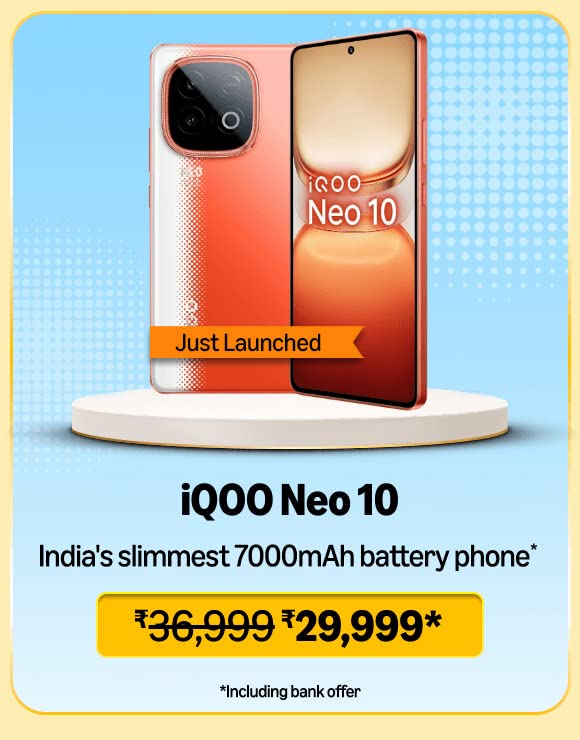 iQOO
Neo 10
Just Launched
iQOO Neo 10
India's slimmest 7000mAh battery phone*
₹36,999 ₹29,999*
*Including bank offer